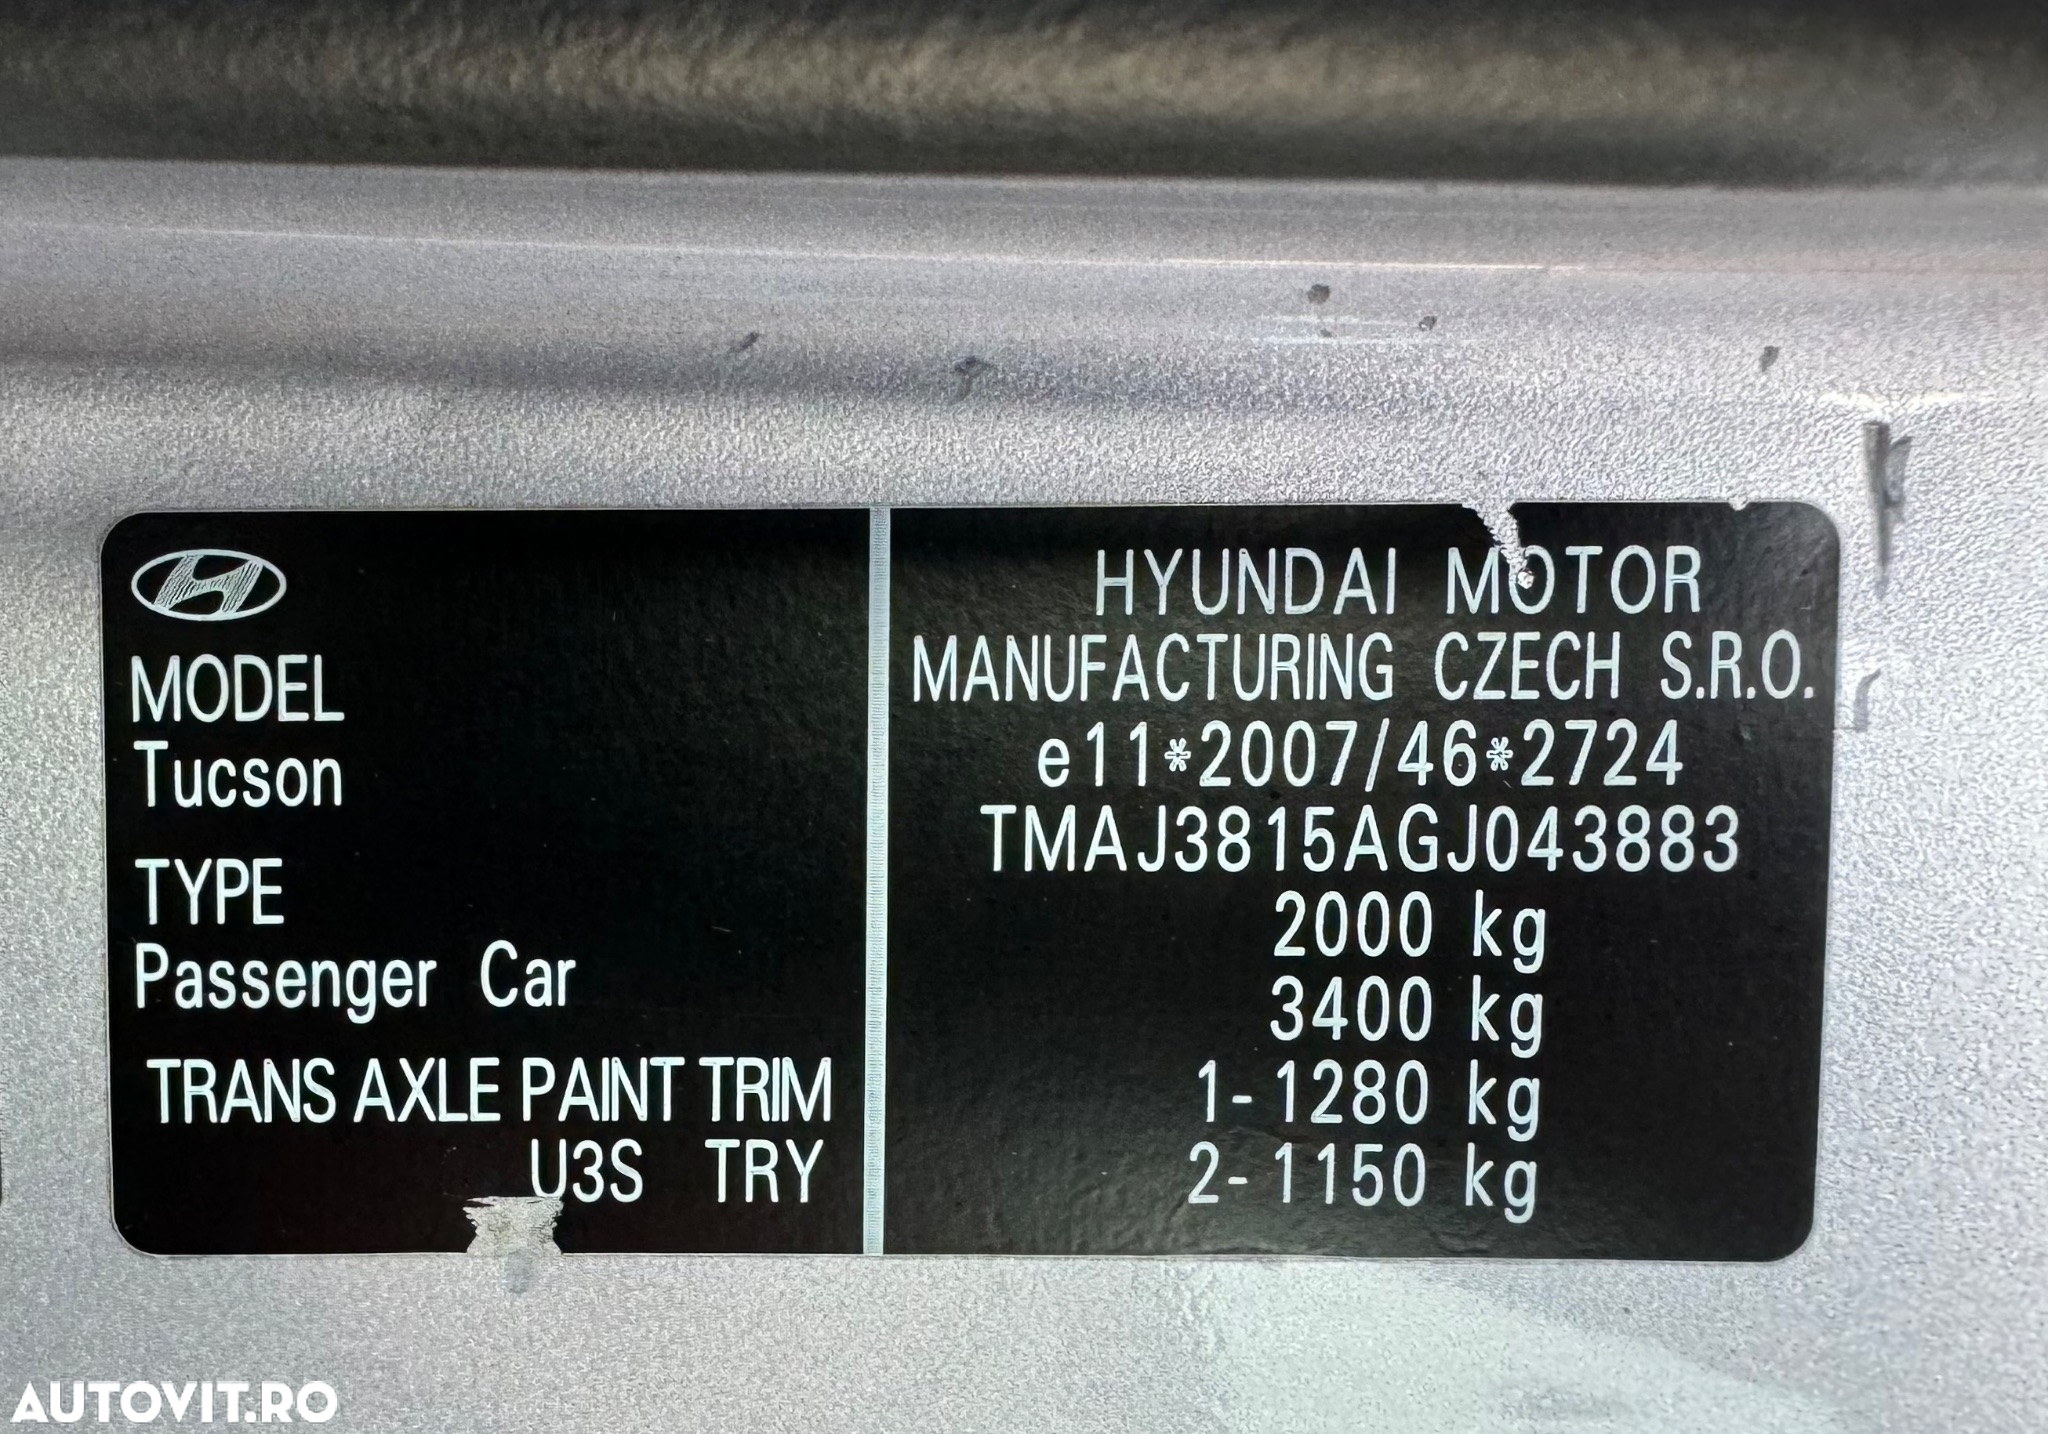 MODEL
Tucson
TYPE
Passenger Car
TRANS AXLE PAINT TRIM
U3S TRY
HYUNDAI MOTOR
MANUFACTURING CZECH S.R.O.
e11*2007/46*2724
TMAJ3815AGJ043883
2000 kg
3400 kg
1-1280 kg
2-1150 kg
AUTOVIT.RO